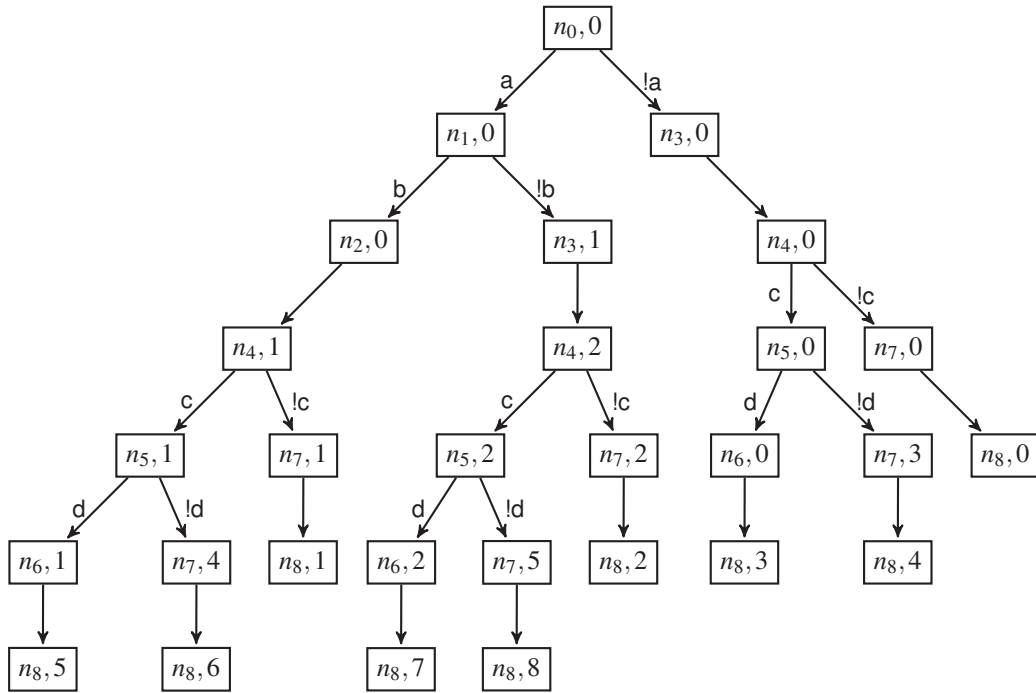 n₀, 0
a !a
n₁, 0 n₃, 0
b !b
n₂, 0 n₃, 1 n₄, 0
c !c
n₄, 1 n₄, 2 n₅, 0 n₇, 0
c !c c !c d !d
n₅, 1 n₇, 1 n₅, 2 n₇, 2 n₆, 0 n₇, 3 n₈, 0
d !d d !d
n₆, 1 n₇, 4 n₈, 1 n₆, 2 n₇, 5 n₈, 2 n₈, 3 n₈, 4
n₈, 5 n₈, 6 n₈, 7 n₈, 8